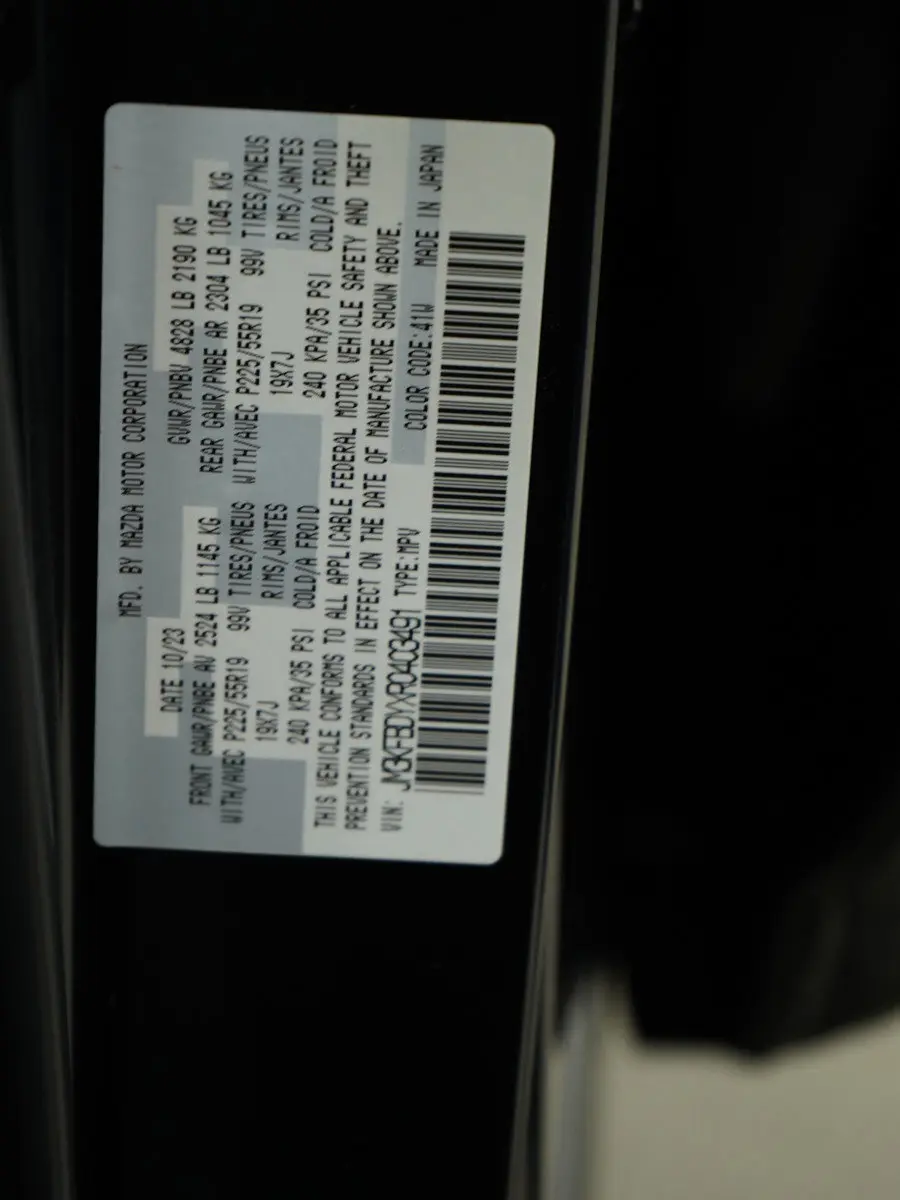 MFD. BY MAZDA MOTOR CORPORATION
DATE 10/23 GVWR/PNBV 4828 LB 2190 KG
FRONT GAWR/PNBE AV 2524 LB 1145 KG REAR GAWR/PNBE AR 2304 LB 1045 KG
WITH/AVEC P225/55R19 99V TIRES/PNEUS WITH/AVEC P225/55R19 99V TIRES/PNEUS
19X7J RIMS/JANTES 19X7J RIMS/JANTES
240 KPA/35 PSI COLD/A FROID 240 KPA/35 PSI COLD/A FROID
THIS VEHICLE CONFORMS TO ALL APPLICABLE FEDERAL MOTOR VEHICLE SAFETY AND THEFT
PREVENTION STANDARDS IN EFFECT ON THE DATE OF MANUFACTURE SHOWN ABOVE.
VIN: JM3KFBDYXR0403491 TYPE:MPV COLOR CODE:41W MADE IN JAPAN